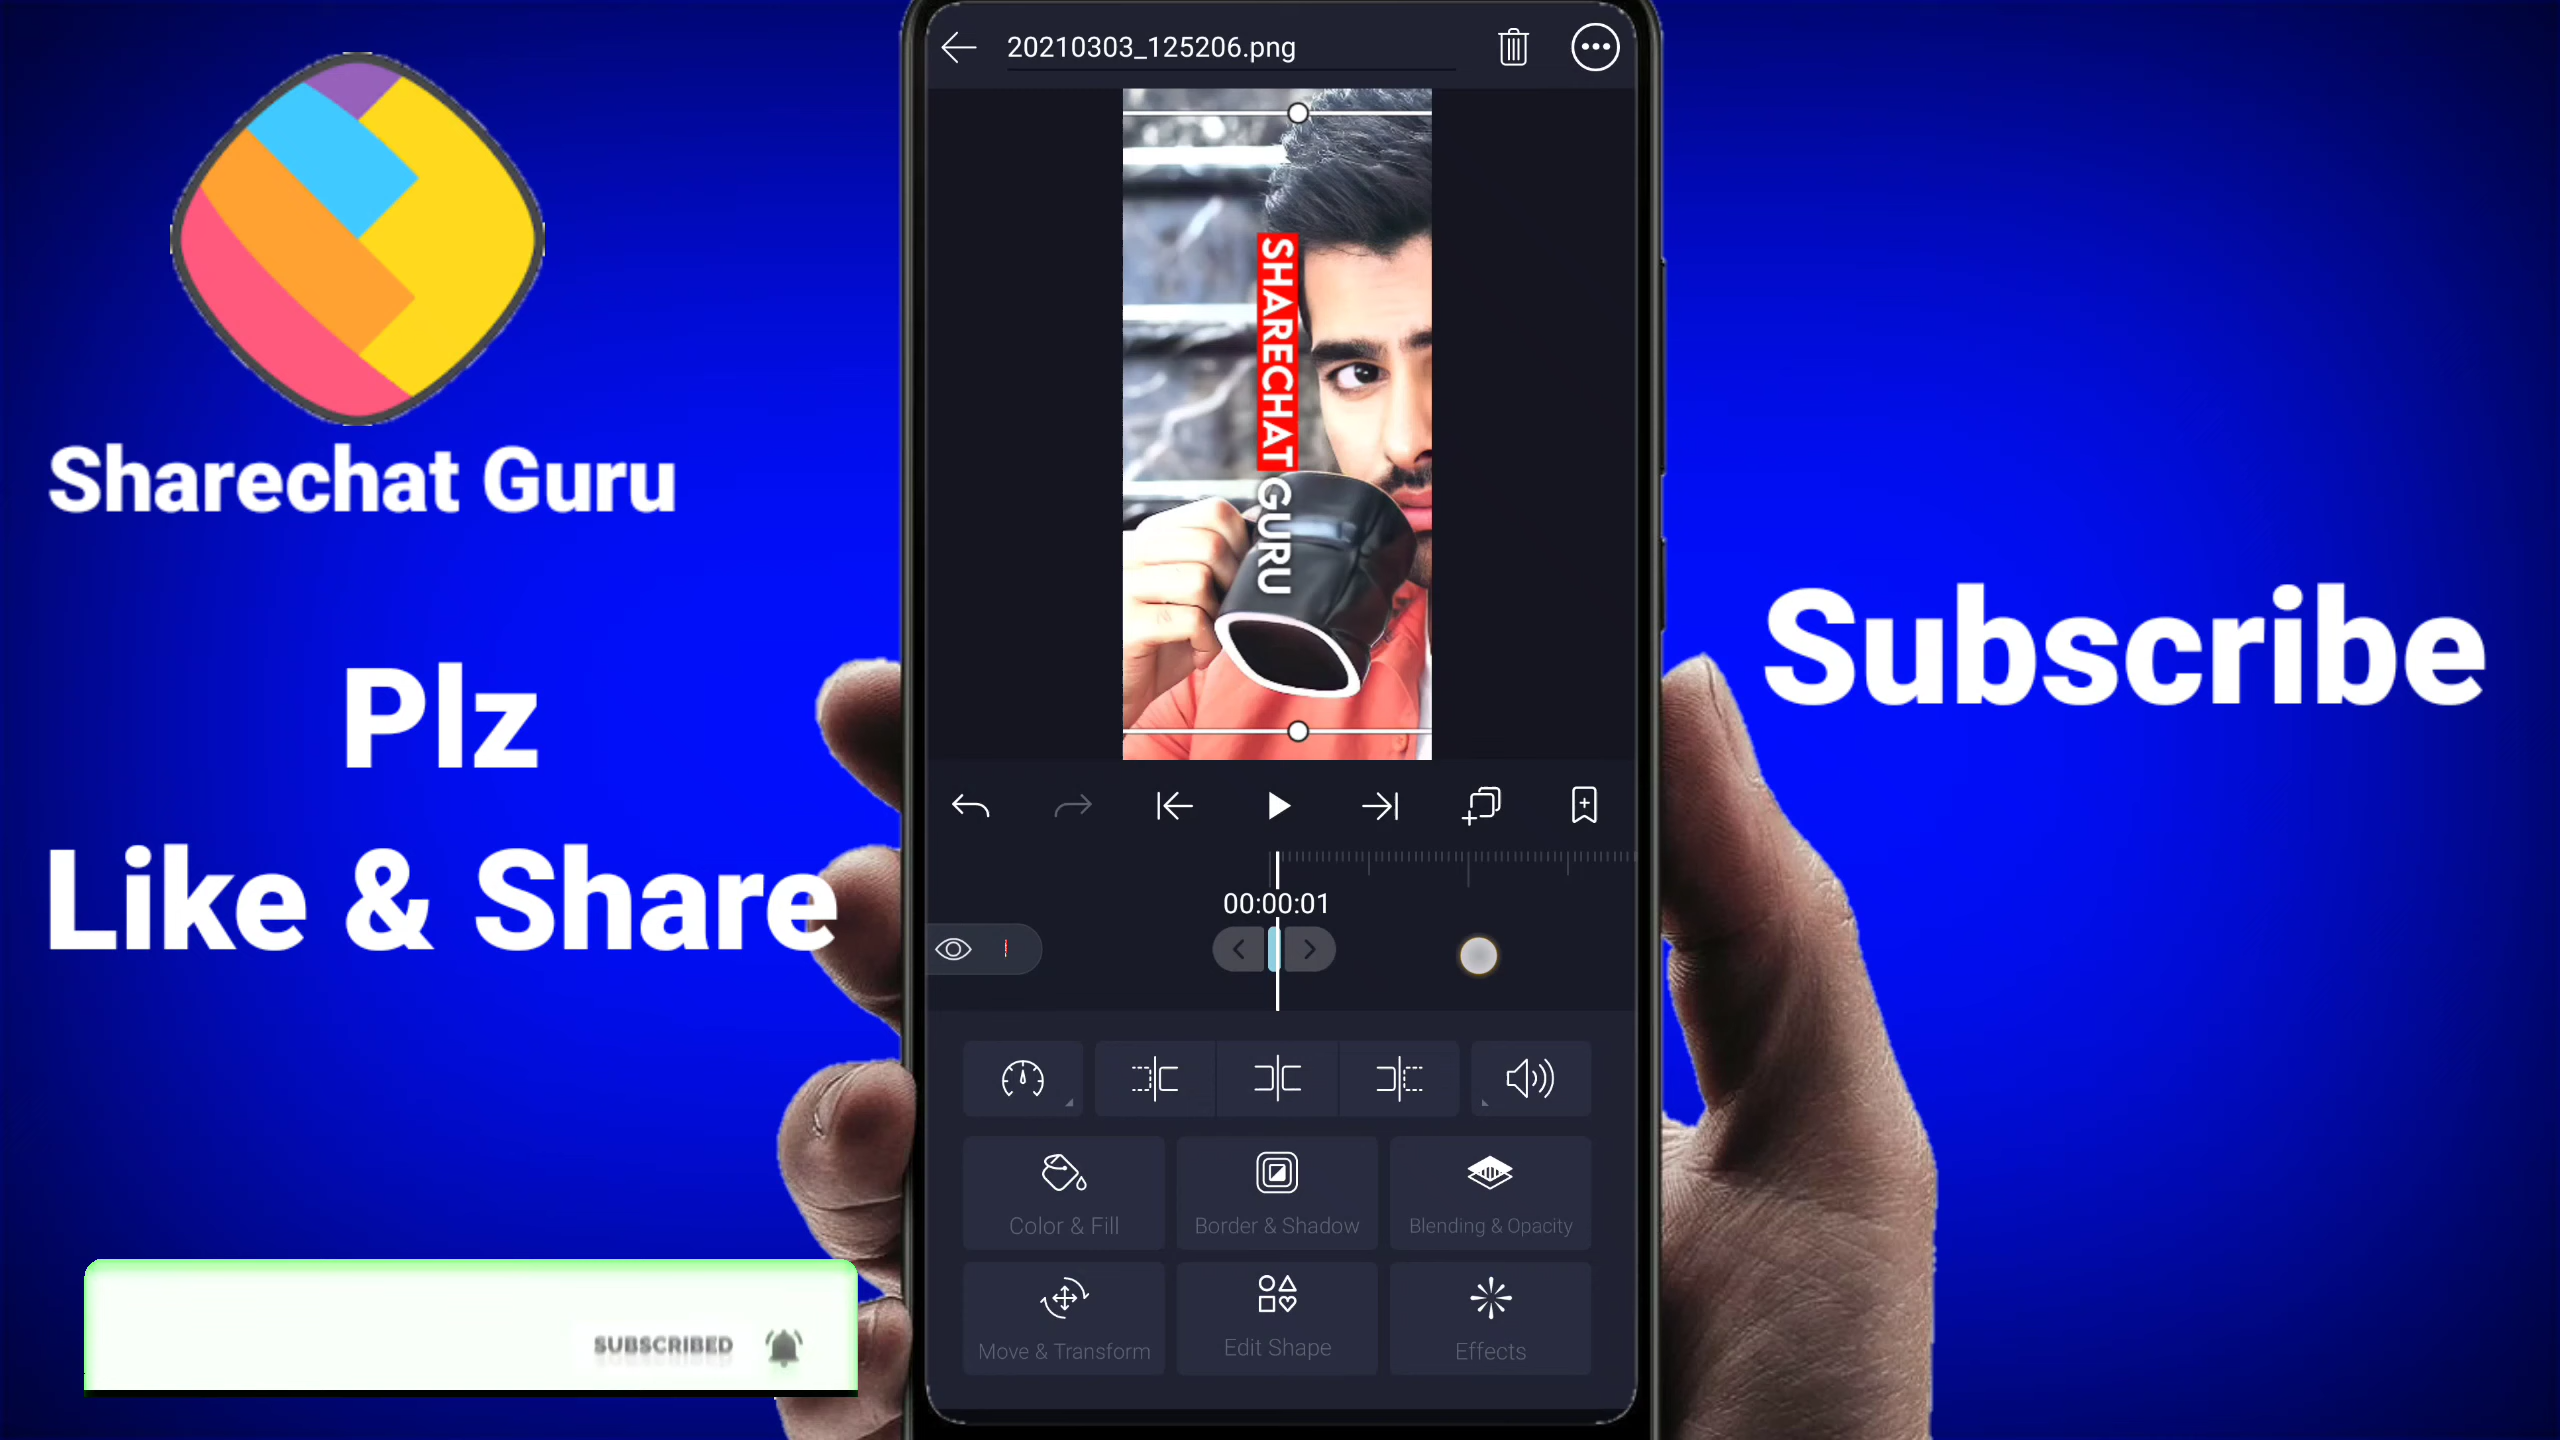 20210303_125206.png
SHARECHAT GURU
Sharechat Guru
Plz
Like & Share
Subscribe
00:00:01
Color & Fill
Border & Shadow
Blending & Opacity
Move & Transform
Edit Shape
Effects
SUBSCRIBED